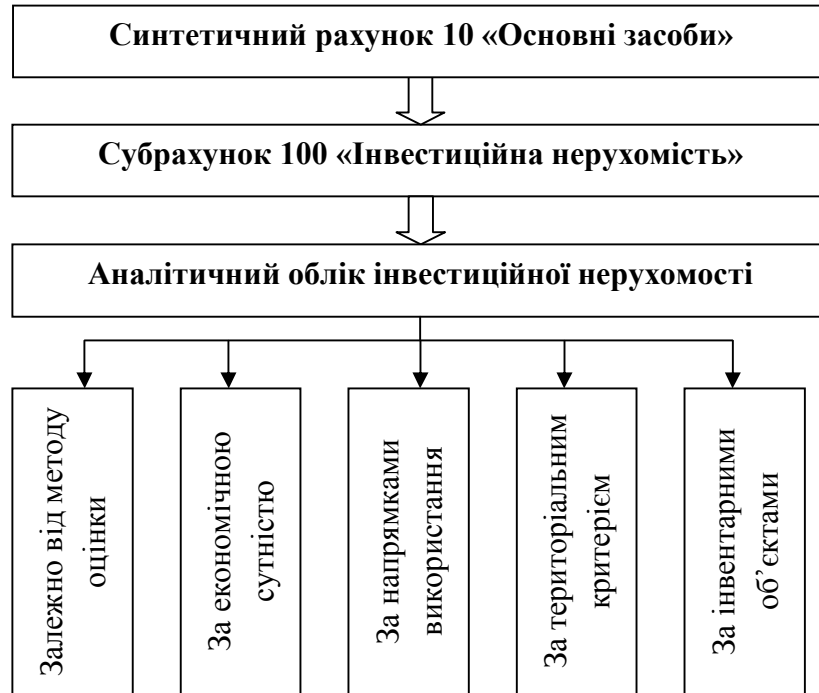 Синтетичний рахунок 10 «Основні засоби»
Субрахунок 100 «Інвестиційна нерухомість»
Аналітичний облік інвестиційної нерухомості
Залежно від методу
оцінки
За економічною
сутністю
За напрямками
використання
За територіальним
критерієм
За інвентарними
об’єктами